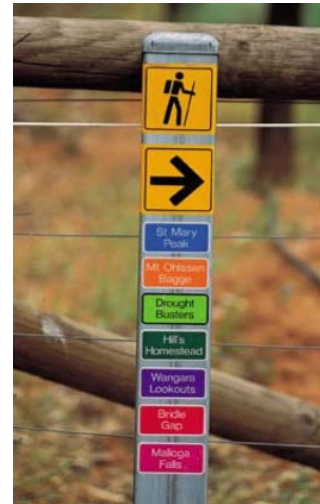 St Mary
Peak
Mt Ohlssen
Bagge
Drought
Busters
Hill's
Homestead
Wangara
Lookouts
Bridle
Gap
Malloga
Falls